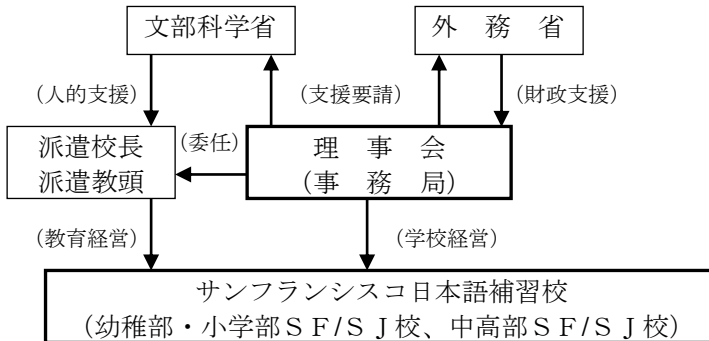 文部科学省
外　務　省
(人的支援)
(支援要請)
(財政支援)
派遣校長
派遣教頭
(委任)
理　事　会
(事　務　局)
(教育経営)
(学校経営)
サンフランシスコ日本語補習校
（幼稚部・小学部ＳＦ/ＳＪ校、中高部ＳＦ/ＳＪ校）